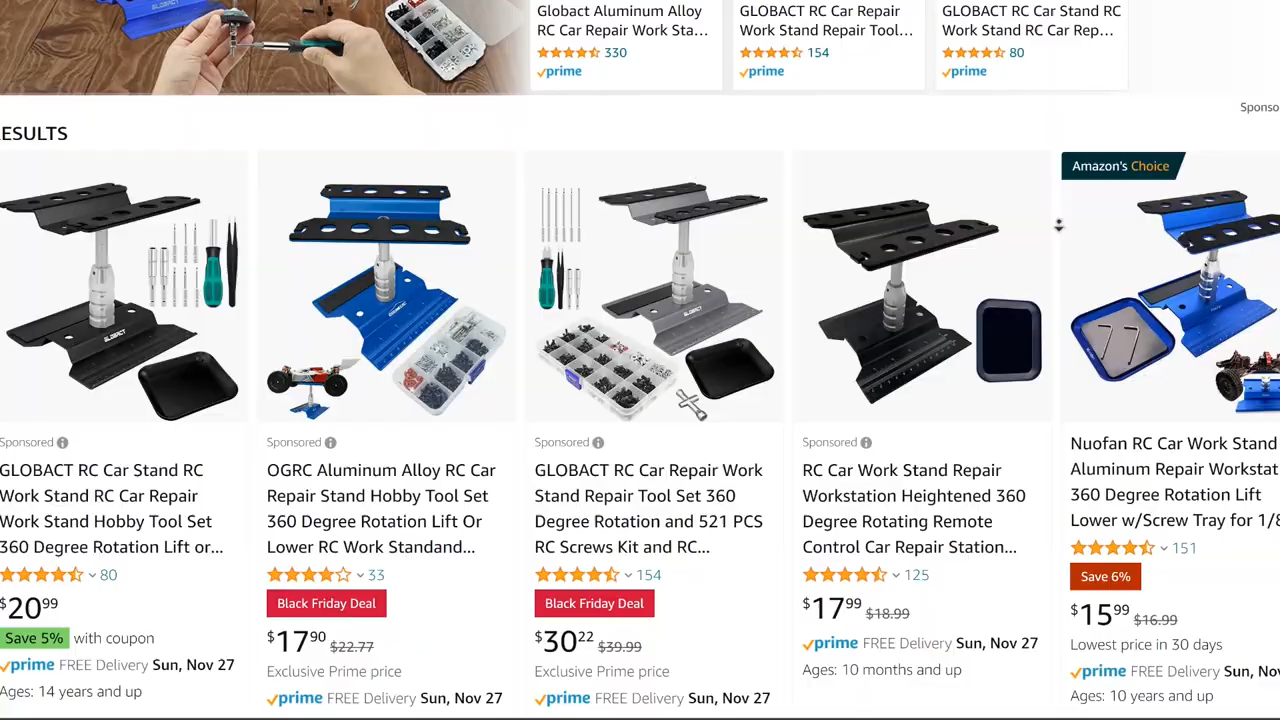 Globact Aluminum Alloy
RC Car Repair Work Sta...
330
prime
GLOBACT RC Car Repair
Work Stand Repair Tool...
154
prime
GLOBACT RC Car Stand RC
Work Stand RC Car Rep...
80
prime
Sponso
ESULTS
GLOBACT
Sponsored
GLOBACT RC Car Stand RC
Work Stand RC Car Repair
Work Stand Hobby Tool Set
360 Degree Rotation Lift or...
80
$20.99
Save 5% with coupon
prime FREE Delivery Sun, Nov 27
Ages: 14 years and up
Sponsored
OGRC Aluminum Alloy RC Car
Repair Stand Hobby Tool Set
360 Degree Rotation Lift Or
Lower RC Work Standand...
33
Black Friday Deal
$17.90 $22.77
Exclusive Prime price
prime FREE Delivery Sun, Nov 27
GLOBACT
Sponsored
GLOBACT RC Car Repair Work
Stand Repair Tool Set 360
Degree Rotation and 521 PCS
RC Screws Kit and RC...
154
Black Friday Deal
$30.22 $39.99
Exclusive Prime price
prime FREE Delivery Sun, Nov 27
Sponsored
RC Car Work Stand Repair
Workstation Heightened 360
Degree Rotating Remote
Control Car Repair Station...
125
$17.99 $18.99
prime FREE Delivery Sun, Nov 27
Ages: 10 months and up
Amazon's Choice
Nuofan RC Car Work Stand
Aluminum Repair Workstat
360 Degree Rotation Lift
Lower w/Screw Tray for 1/8
151
Save 6%
$15.99 $16.99
Lowest price in 30 days
prime FREE Delivery Sun, Nov
Ages: 10 years and up